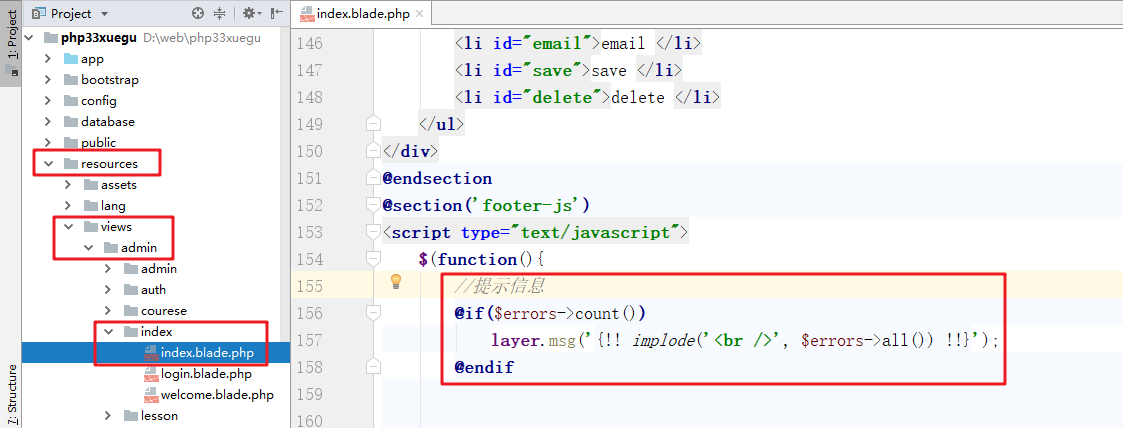 1: Project
Project
index.blade.php
php33xuegu D:\web\php33xuegu
app
bootstrap
config
database
public
resources
assets
lang
views
admin
admin
auth
courese
index
index.blade.php
login.blade.php
welcome.blade.php
lesson
7: Structure
146 <li id="email">email </li>
147 <li id="save">save </li>
148 <li id="delete">delete </li>
149 </ul>
150 </div>
151 @endsection
152 @section('footer-js')
153 <script type="text/javascript">
154 $(function(){
155 //提示信息
156 @if($errors->count())
157 layer.msg('{!! implode('<br />', $errors->all()) !!}');
158 @endif
159
160